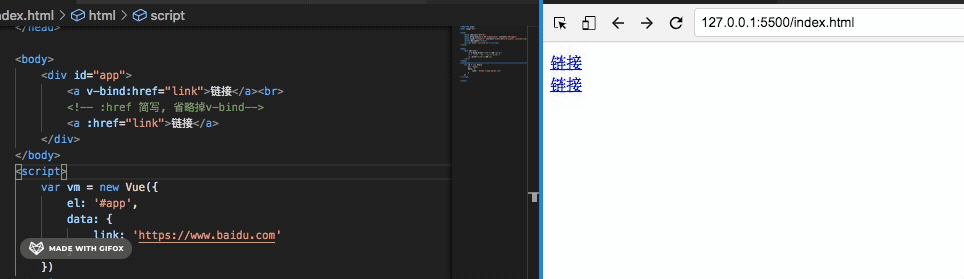 ndex.html > html > script
</head>
<body>
<div id="app">
<a v-bind:href="link">链接</a><br>
<!-- :href 简写, 省略掉v-bind-->
<a :href="link">链接</a>
</div>
</body>
<script>
var vm = new Vue({
el: '#app',
data: {
link: 'https://www.baidu.com'
MADE WITH GIFOX
})
127.0.0.1:5500/index.html
链接
链接